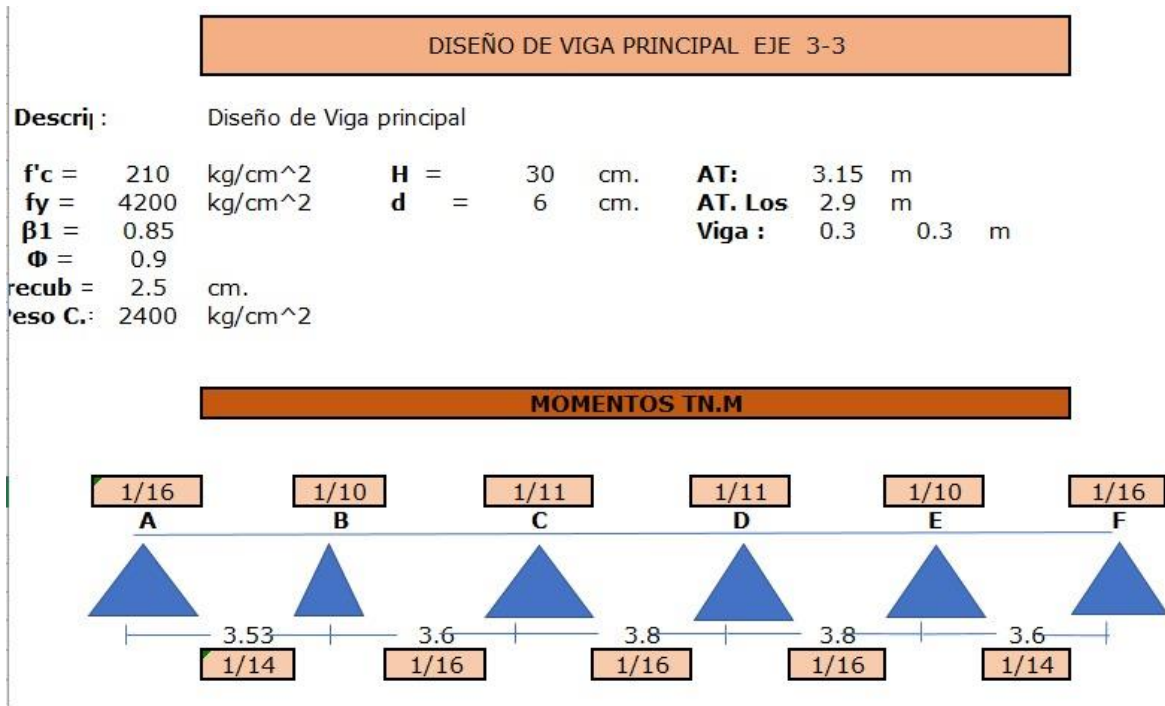 DISEÑO DE VIGA PRINCIPAL EJE 3-3
Descri : Diseño de Viga principal
f'c = 210 kg/cm^2 H = 30 cm. AT: 3.15 m
fy = 4200 kg/cm^2 d = 6 cm. AT. Los 2.9 m
β1 = 0.85 Viga : 0.3 0.3 m
Φ = 0.9
recub = 2.5 cm.
eso C.: 2400 kg/cm^2
MOMENTOS TN.M
1/16 1/10 1/11 1/11 1/10 1/16
A B C D E F
3.53 3.6 3.8 3.8 3.6
1/14 1/16 1/16 1/16 1/14